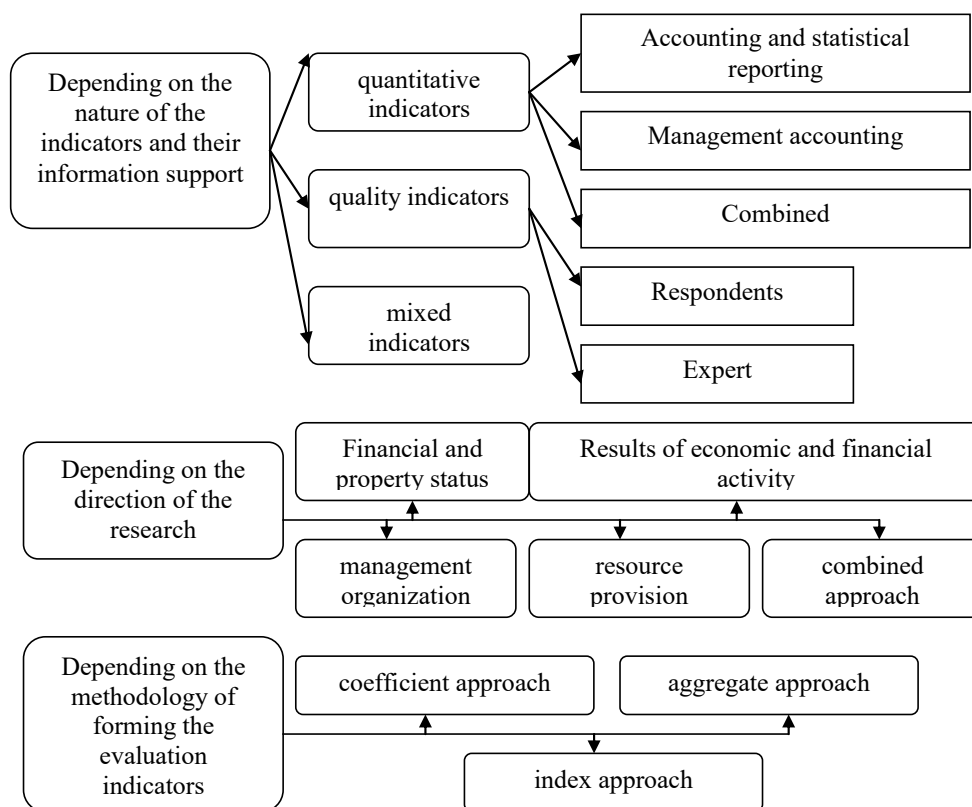 Depending on the
nature of the
indicators and their
information support
quantitative
indicators
quality indicators
mixed
indicators
Accounting and statistical
reporting
Management accounting
Combined
Respondents
Expert
Depending on the
direction of the
research
Financial and
property status
Results of economic and financial
activity
management
organization
resource
provision
combined
approach
Depending on the
methodology of
forming the
evaluation
indicators
coefficient approach
aggregate approach
index approach